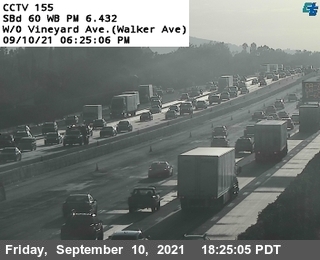 CCTV 155
SBd 60 WB PM 6.432
W/O Vineyard Ave.(Walker Ave)
09/10/21 06:25:06 PM
Friday, September 10, 2021 18:25:05 PDT